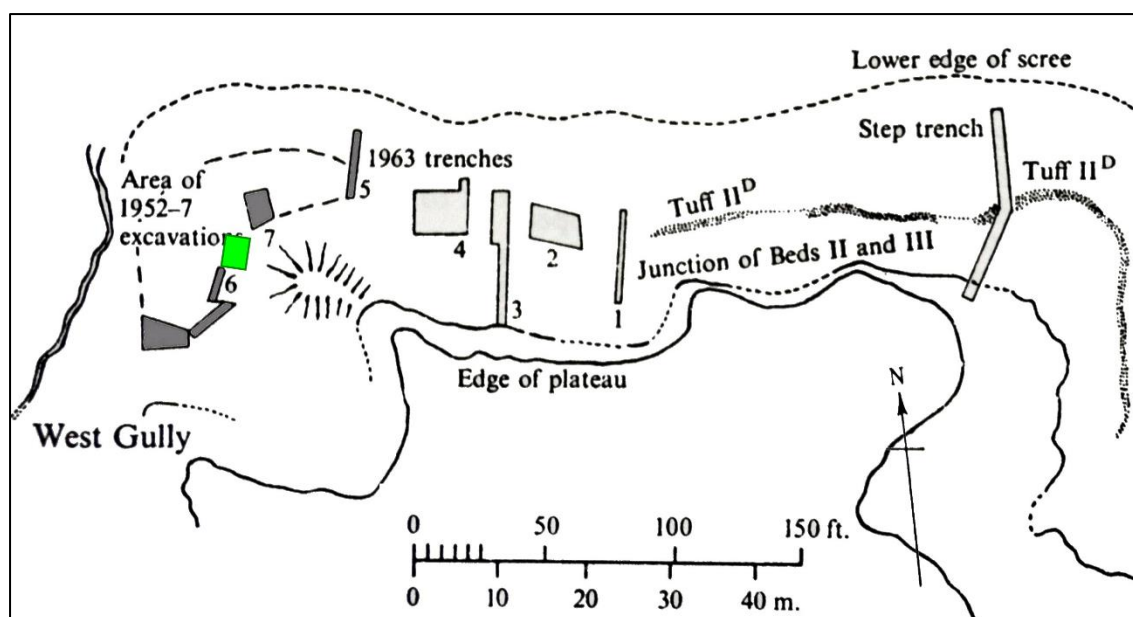 Lower edge of scree
Step trench
1963 trenches
5
Area of
1952–7
excavations
7
4
2
6
3
1
Tuff II D
Tuff II D
Junction of Beds II and III
Edge of plateau
N
West Gully
0 50 100 150 ft.
0 10 20 30 40 m.